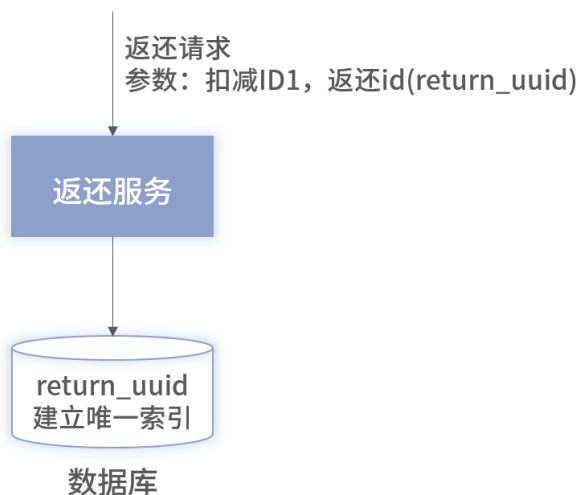 返还请求
参数：扣减ID1，返还id(return_uuid)
返还服务
return_uuid
建立唯一索引
数据库